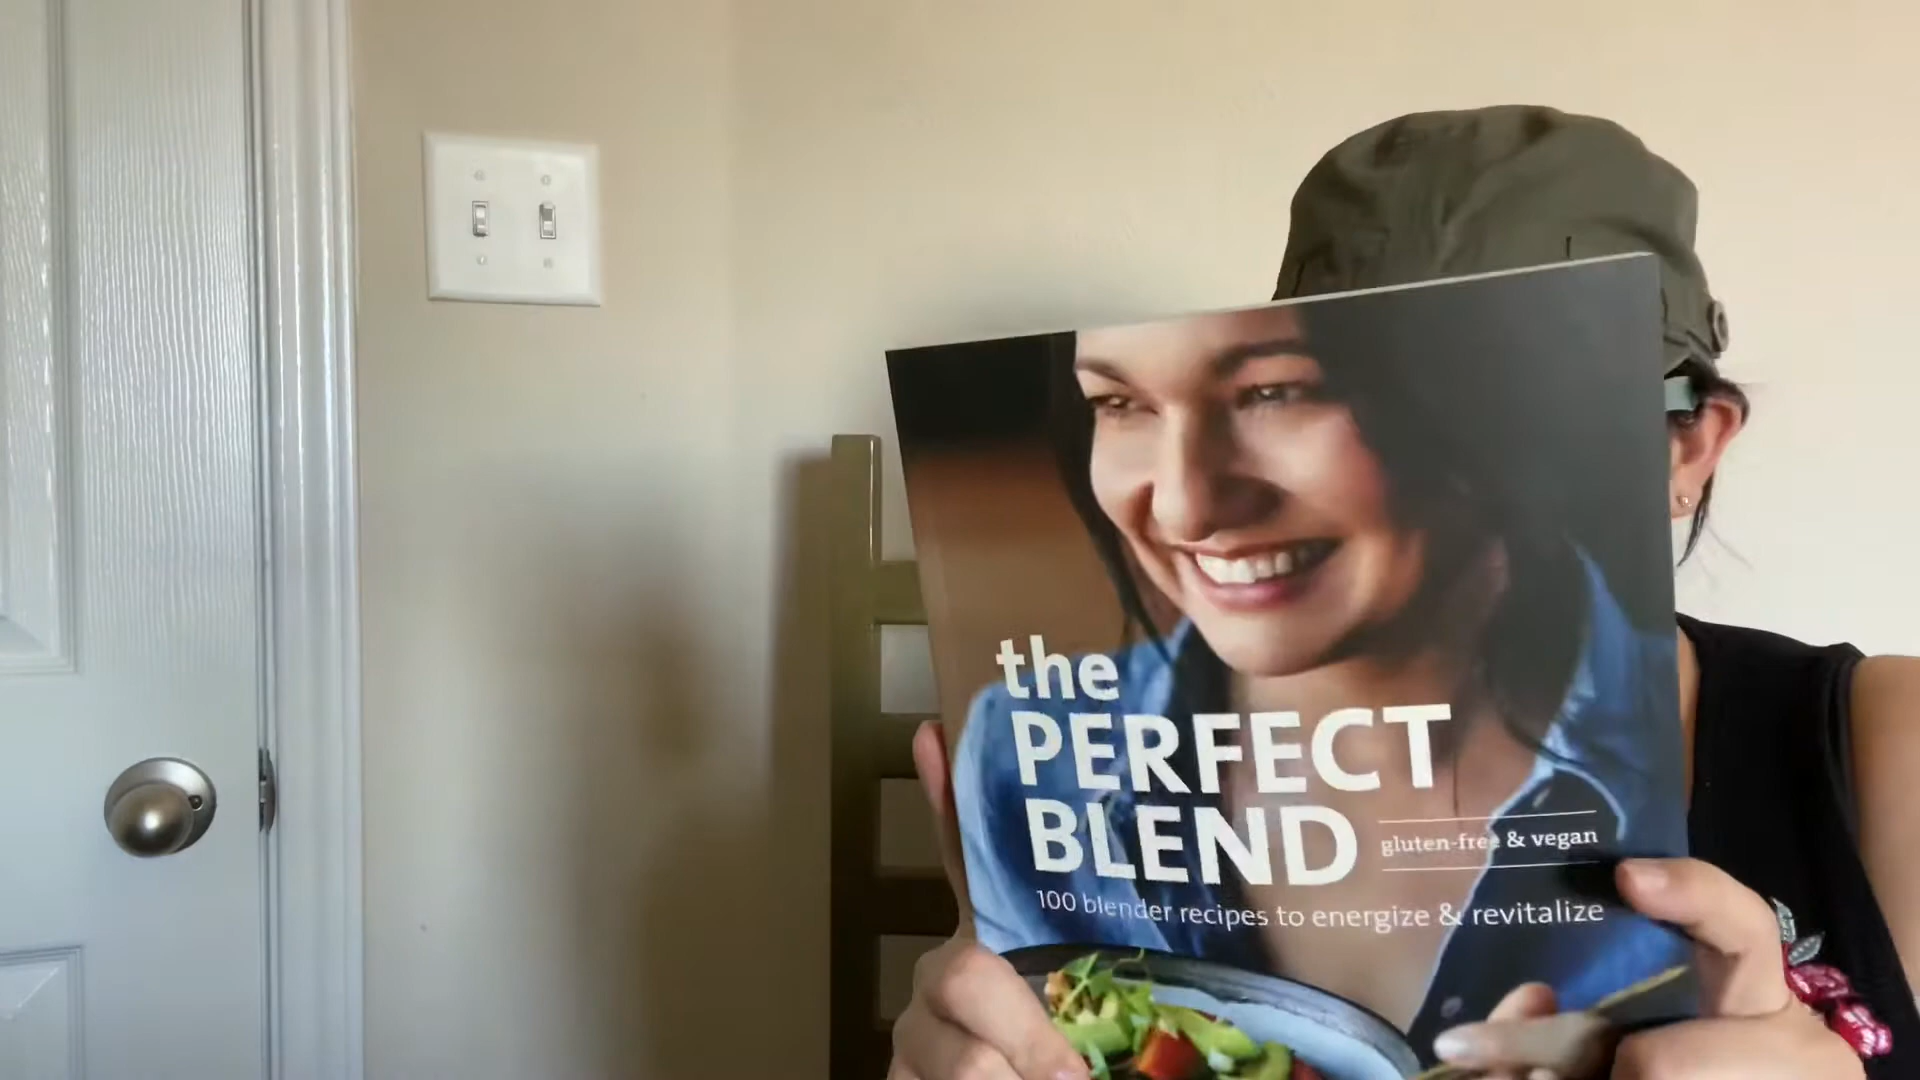 the
PERFECT
BLEND
gluten-free & vegan
100 blender recipes to energize & revitalize